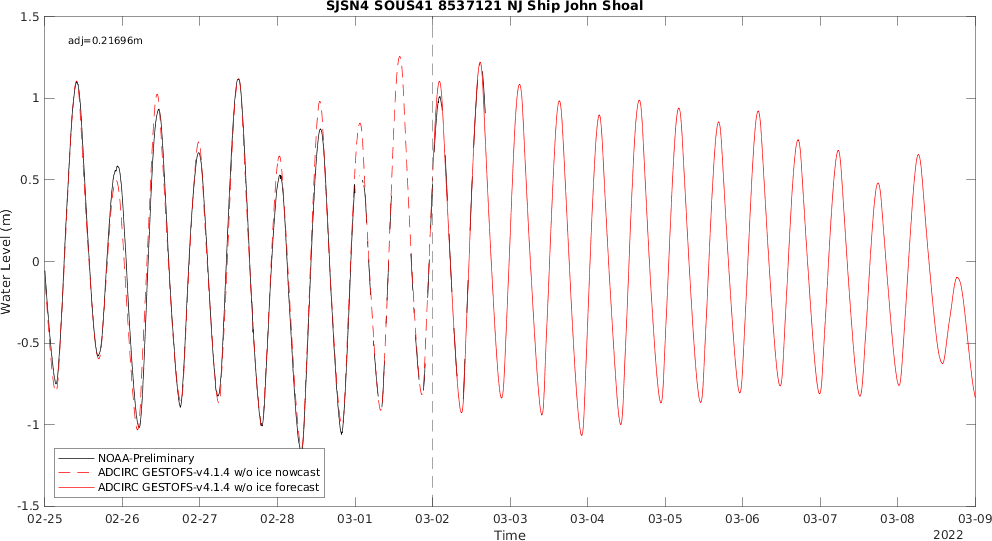 SJSN4 SOUS41 8537121 NJ Ship John Shoal
adj=0.21696m
1.5
1
0.5
0
-0.5
-1
-1.5
Water Level (m)
NOAA-Preliminary
ADCIRC GESTOFS-v4.1.4 w/o ice nowcast
ADCIRC GESTOFS-v4.1.4 w/o ice forecast
02-25 02-26 02-27 02-28 03-01 03-02 03-03 03-04 03-05 03-06 03-07 03-08 03-09
Time
2022